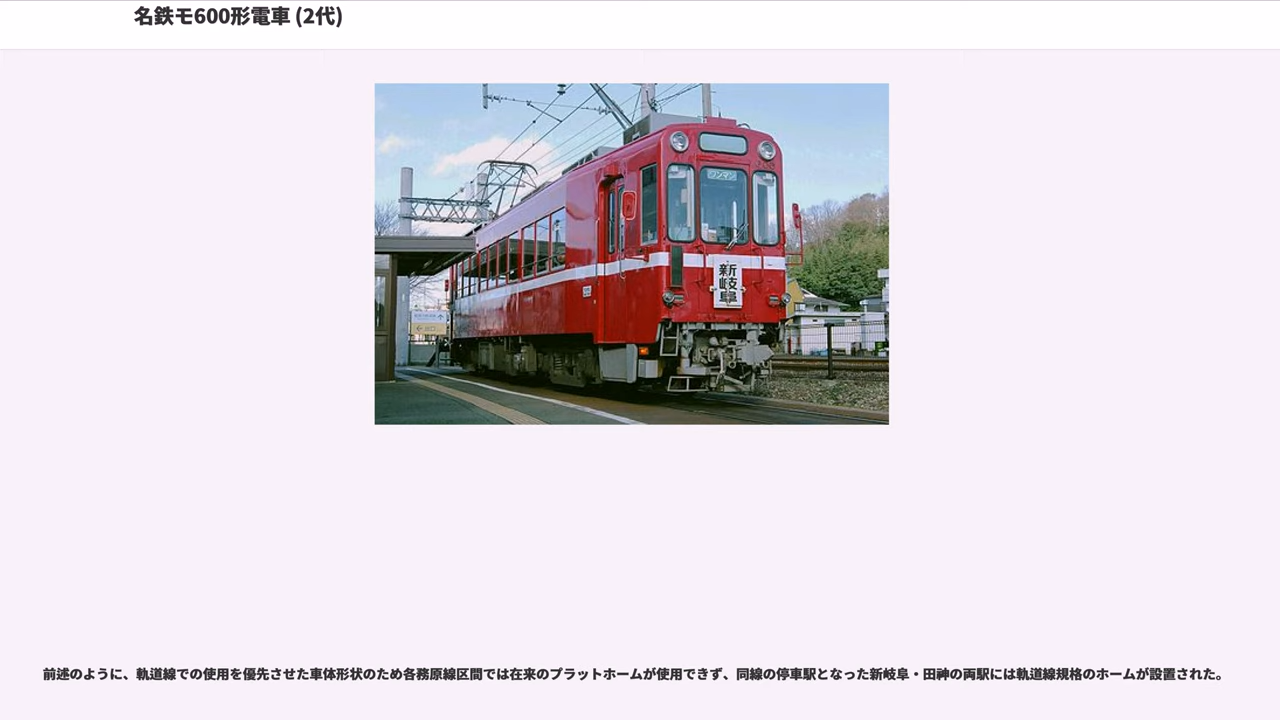 名鉄モ600形電車 (2代)
ワンマン
新岐阜
前述のように、軌道線での使用を優先させた車体形状のため各務原線区間では在来のプラットホームが使用できず、同線の停車駅となった新岐阜・田神の両駅には軌道線規格のホームが設置された。